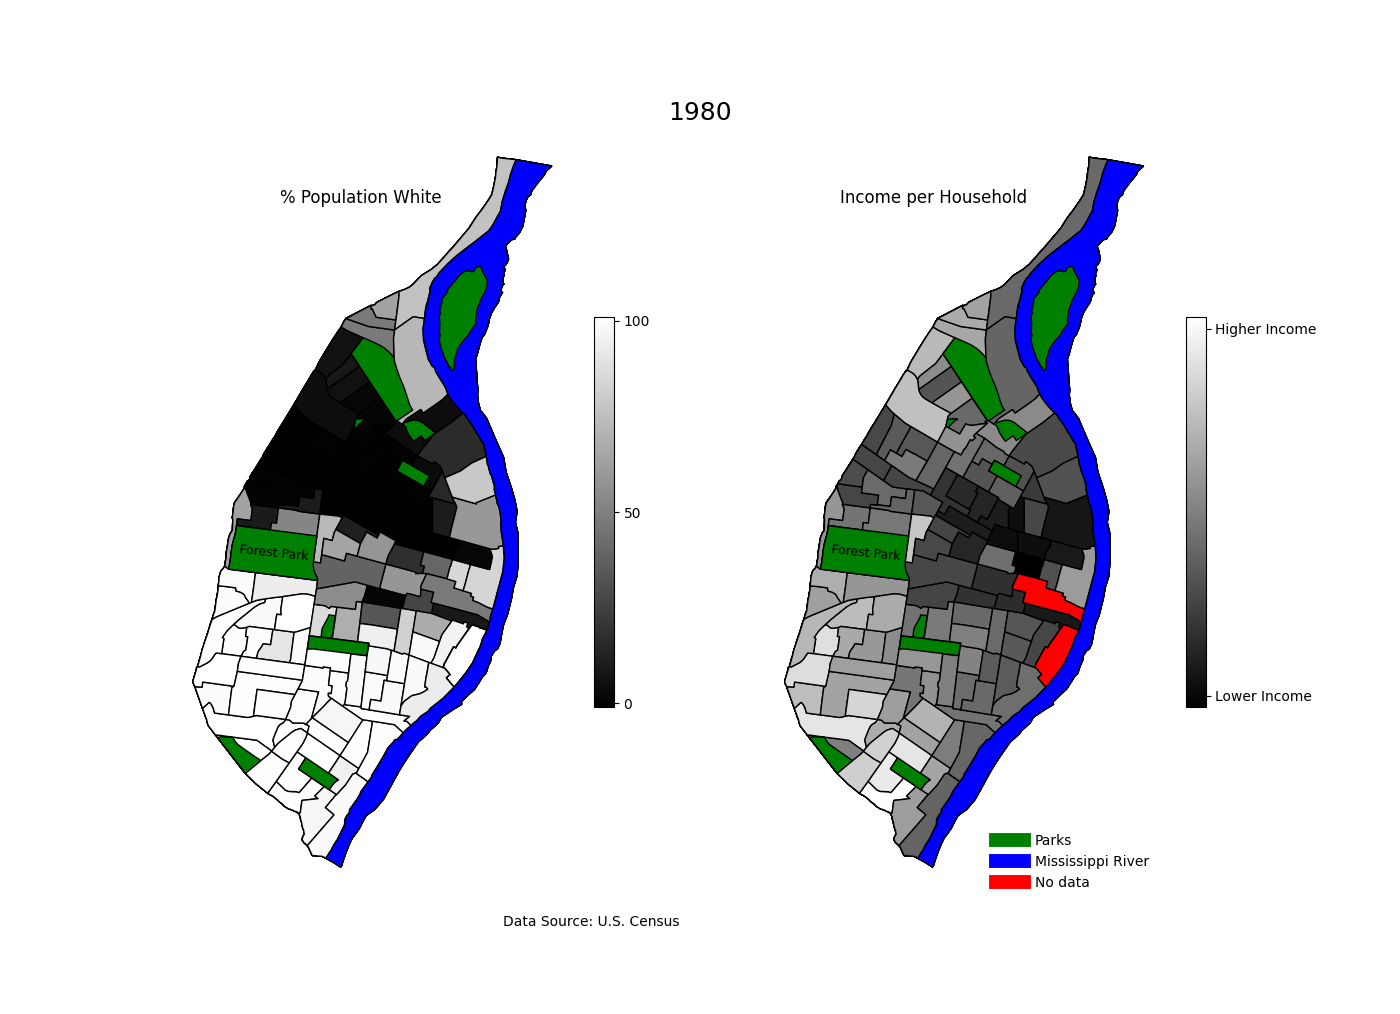 1980
% Population White
Income per Household
100
50
0
Forest Park
Forest Park
Higher Income
Lower Income
Parks
Mississippi River
No data
Data Source: U.S. Census